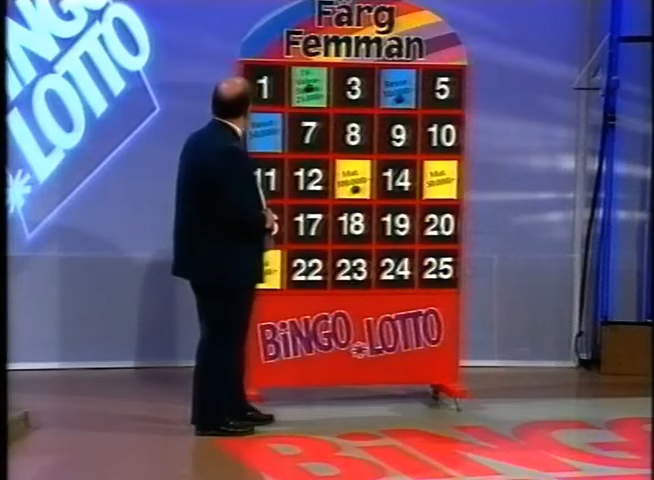 BINGO
LOTTO
Färg
Femman
1 3 5
7 8 9 10
11 12 14
17 18 19 20
22 23 24 25
BiNGO LOTTO
BiNGO